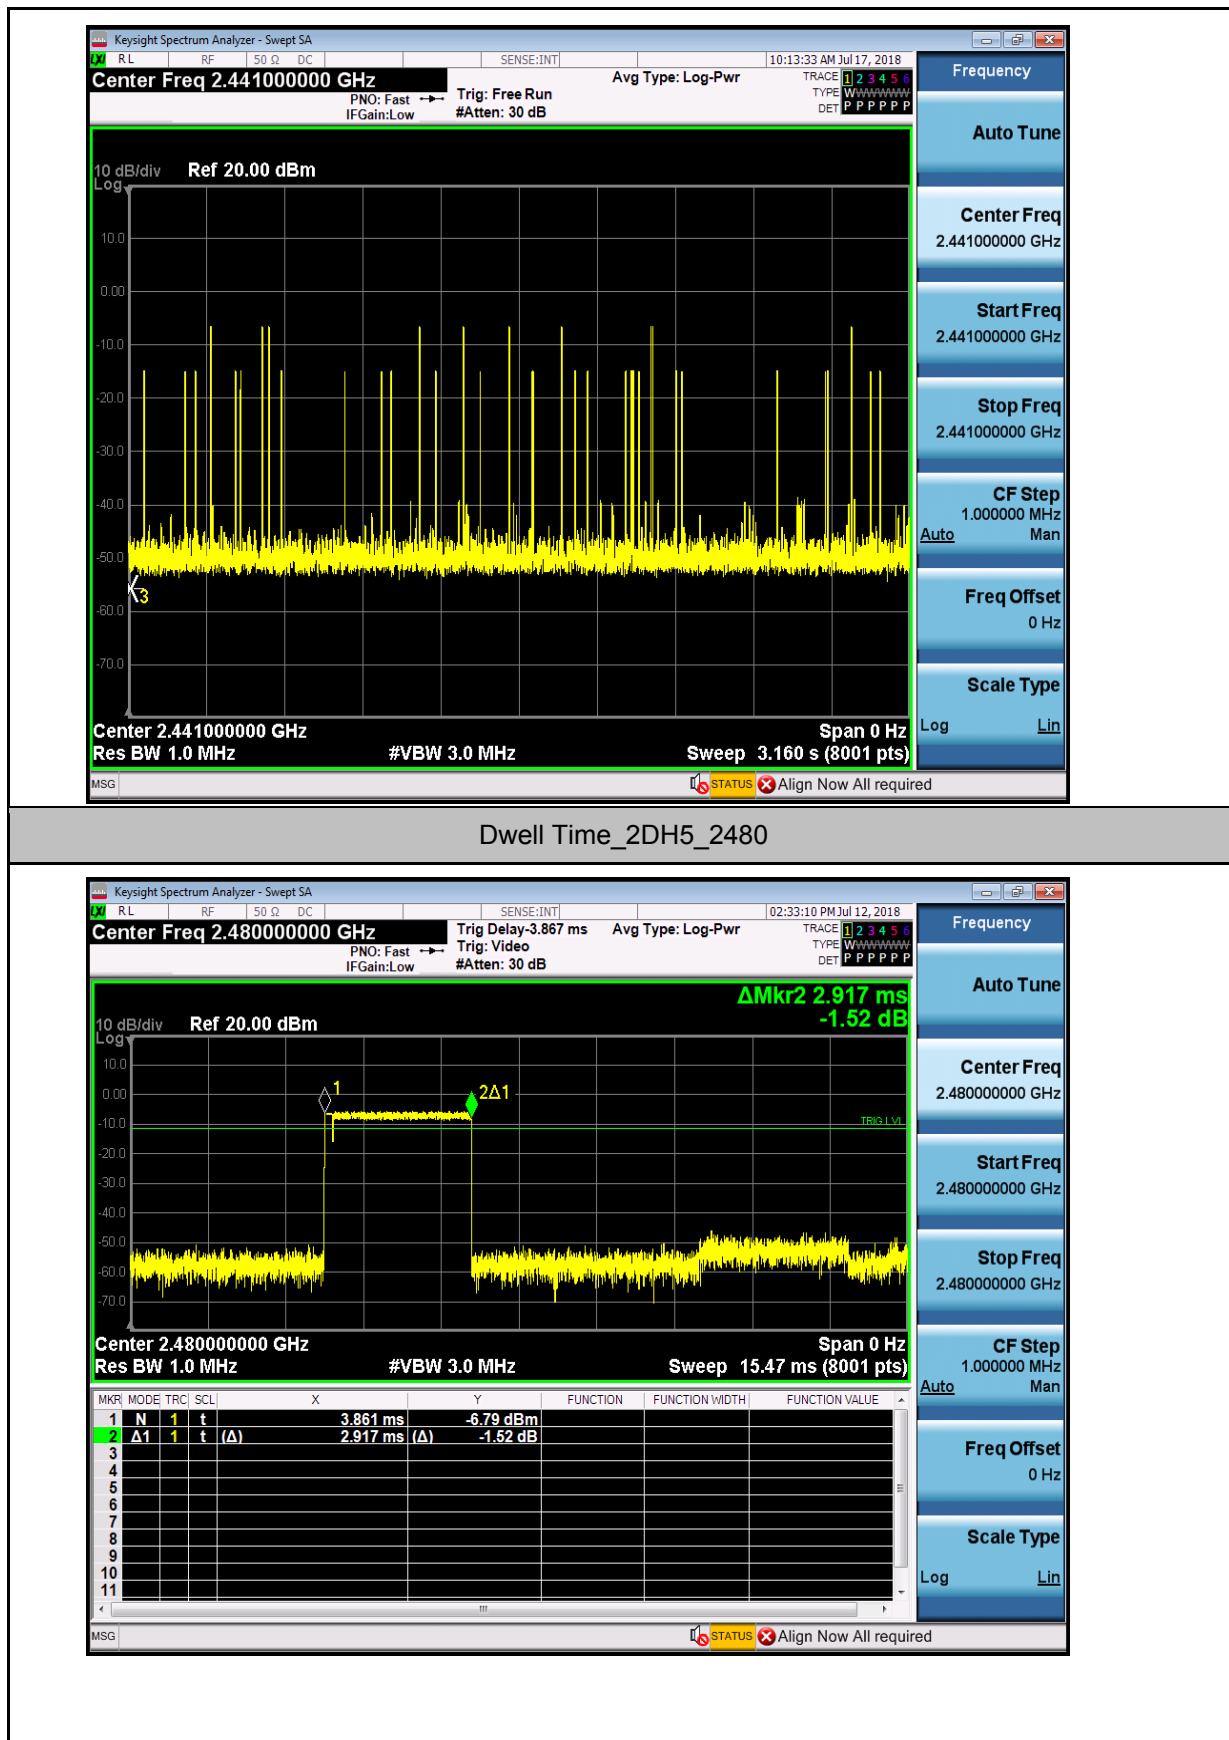 Keysight Spectrum Analyzer - Swept SA
LXI RL RF 50 Ω DC SENSE:INT 10:13:33 AM Jul 17, 2018
Center Freq 2.441000000 GHz
PNO: Fast
IFGain:Low
Trig: Free Run
#Atten: 30 dB
Avg Type: Log-Pwr
TRACE 1 2 3 4 5 6
TYPE WWWWWW
DET P P P P P P
10 dB/div
Log
Ref 20.00 dBm
10.0
0.00
-10.0
-20.0
-30.0
-40.0
-50.0
-60.0
-70.0
3
Center 2.441000000 GHz
Span 0 Hz
Res BW 1.0 MHz
#VBW 3.0 MHz
Sweep 3.160 s (8001 pts)
MSG
STATUS
Align Now All required
Frequency
Auto Tune
Center Freq
2.441000000 GHz
Start Freq
2.441000000 GHz
Stop Freq
2.441000000 GHz
CF Step
1.000000 MHz
Auto Man
Freq Offset
0 Hz
Scale Type
Log Lin
Dwell Time_2DH5_2480
Keysight Spectrum Analyzer - Swept SA
LXI RL RF 50 Ω DC SENSE:INT 02:33:10 PM Jul 12, 2018
Center Freq 2.480000000 GHz
PNO: Fast
IFGain:Low
Trig Delay-3.867 ms
Trig: Video
#Atten: 30 dB
Avg Type: Log-Pwr
TRACE 1 2 3 4 5 6
TYPE WWWWWW
DET P P P P P P
ΔMkr2 2.917 ms
-1.52 dB
10 dB/div
Log
Ref 20.00 dBm
10.0
0.00
-10.0
-20.0
-30.0
-40.0
-50.0
-60.0
-70.0
1
2Δ1
TRIG LVL
Center 2.480000000 GHz
Span 0 Hz
Res BW 1.0 MHz
#VBW 3.0 MHz
Sweep 15.47 ms (8001 pts)
MKR MODE TRC SCL X Y FUNCTION FUNCTION WIDTH FUNCTION VALUE
1 N 1 t 3.861 ms -6.79 dBm
2 Δ1 1 t (Δ) 2.917 ms (Δ) -1.52 dB
3
4
5
6
7
8
9
10
11
MSG
STATUS
Align Now All required
Frequency
Auto Tune
Center Freq
2.480000000 GHz
Start Freq
2.480000000 GHz
Stop Freq
2.480000000 GHz
CF Step
1.000000 MHz
Auto Man
Freq Offset
0 Hz
Scale Type
Log Lin